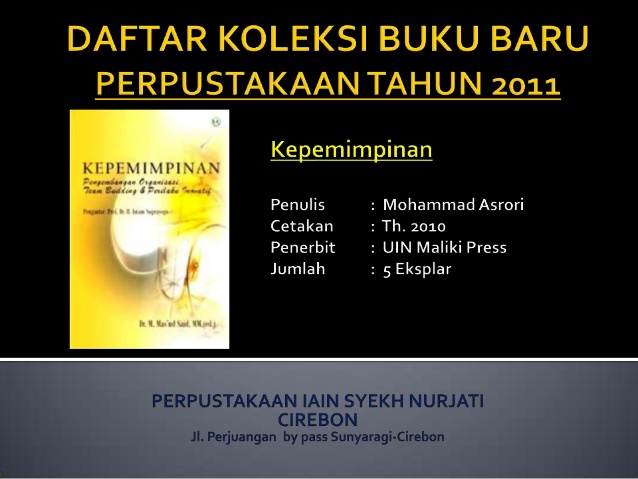 DAFTAR KOLEKSI BUKU BARU
PERPUSTAKAAN TAHUN 2011
KEPEMIMPINAN
Pengembangan Organisasi,
Team Building & Perilaku Inovatif
Pengantar: Prof. Dr. H. Imam Suprayogo
Dr. M. Mas'ud Said, MM.
Kepemimpinan
Penulis : Mohammad Asrori
Cetakan : Th. 2010
Penerbit : UIN Maliki Press
Jumlah : 5 Eksplar
PERPUSTAKAAN IAIN SYEKH NURJATI
CIREBON
Jl. Perjuangan by pass Sunyaragi-Cirebon